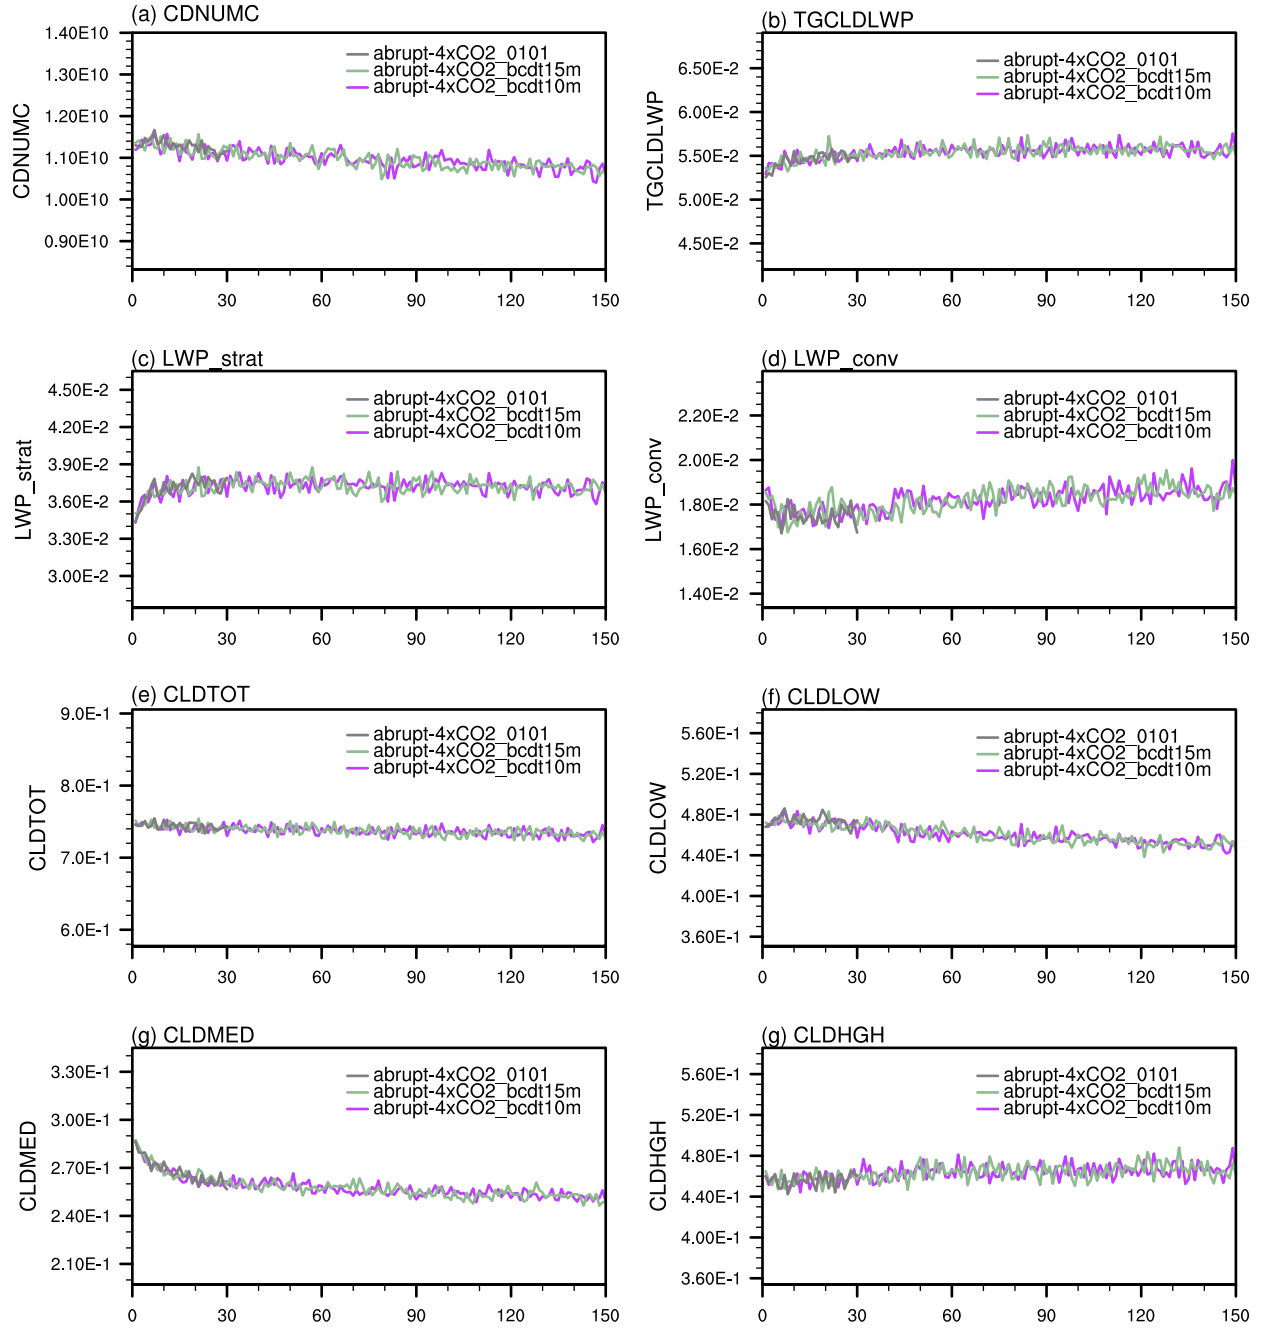 (a) CDNUMC
CDNUMC
1.40E10
1.30E10
1.20E10
1.10E10
1.00E10
0.90E10
abrupt-4xCO2_0101
abrupt-4xCO2_bcdt15m
abrupt-4xCO2_bcdt10m
0 30 60 90 120 150
(b) TGCLDLWP
TGCLDLWP
6.50E-2
6.00E-2
5.50E-2
5.00E-2
4.50E-2
abrupt-4xCO2_0101
abrupt-4xCO2_bcdt15m
abrupt-4xCO2_bcdt10m
0 30 60 90 120 150
(c) LWP_strat
LWP_strat
4.50E-2
4.20E-2
3.90E-2
3.60E-2
3.30E-2
3.00E-2
abrupt-4xCO2_0101
abrupt-4xCO2_bcdt15m
abrupt-4xCO2_bcdt10m
0 30 60 90 120 150
(d) LWP_conv
LWP_conv
2.20E-2
2.00E-2
1.80E-2
1.60E-2
1.40E-2
abrupt-4xCO2_0101
abrupt-4xCO2_bcdt15m
abrupt-4xCO2_bcdt10m
0 30 60 90 120 150
(e) CLDTOT
CLDTOT
9.0E-1
8.0E-1
7.0E-1
6.0E-1
abrupt-4xCO2_0101
abrupt-4xCO2_bcdt15m
abrupt-4xCO2_bcdt10m
0 30 60 90 120 150
(f) CLDLOW
CLDLOW
5.60E-1
5.20E-1
4.80E-1
4.40E-1
4.00E-1
3.60E-1
abrupt-4xCO2_0101
abrupt-4xCO2_bcdt15m
abrupt-4xCO2_bcdt10m
0 30 60 90 120 150
(g) CLDMED
CLDMED
3.30E-1
3.00E-1
2.70E-1
2.40E-1
2.10E-1
abrupt-4xCO2_0101
abrupt-4xCO2_bcdt15m
abrupt-4xCO2_bcdt10m
0 30 60 90 120 150
(g) CLDHGH
CLDHGH
5.60E-1
5.20E-1
4.80E-1
4.40E-1
4.00E-1
3.60E-1
abrupt-4xCO2_0101
abrupt-4xCO2_bcdt15m
abrupt-4xCO2_bcdt10m
0 30 60 90 120 150